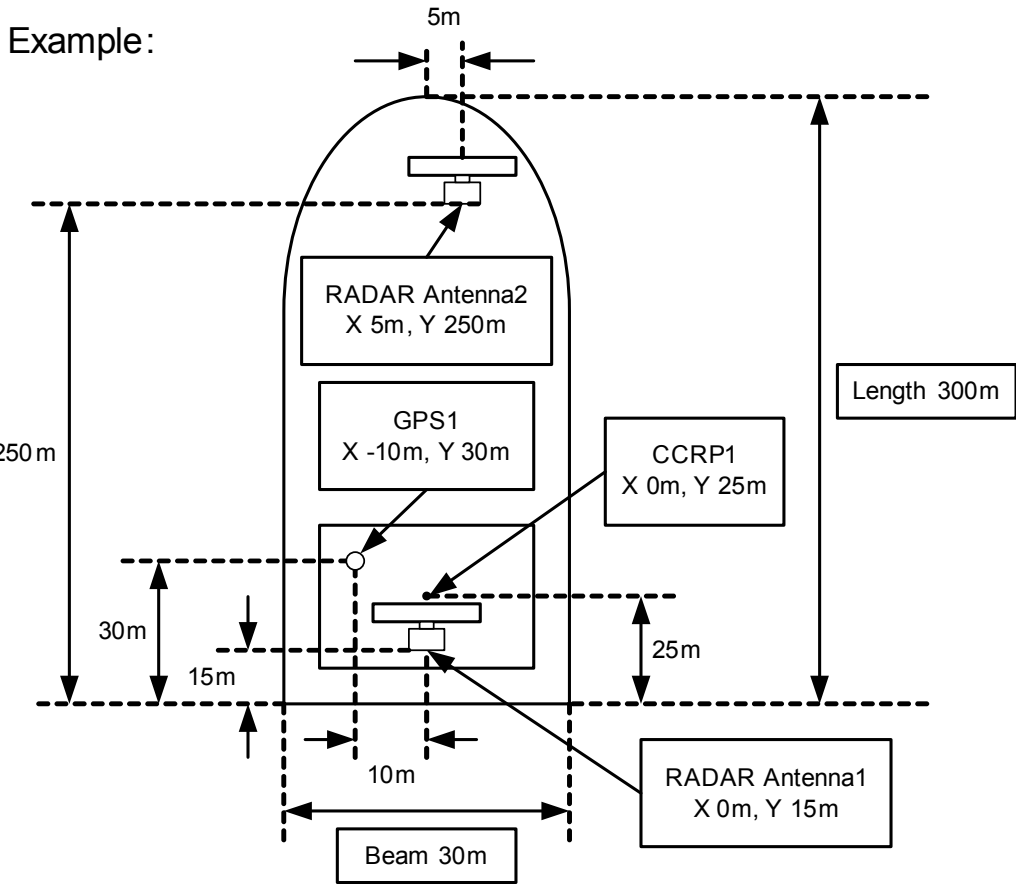 5m
Example:
RADAR Antenna2
X 5m, Y 250m
Length 300m
GPS1
X -10m, Y 30m
CCRP1
X 0m, Y 25m
250m
30m
15m
25m
10m
RADAR Antenna1
X 0m, Y 15m
Beam 30m